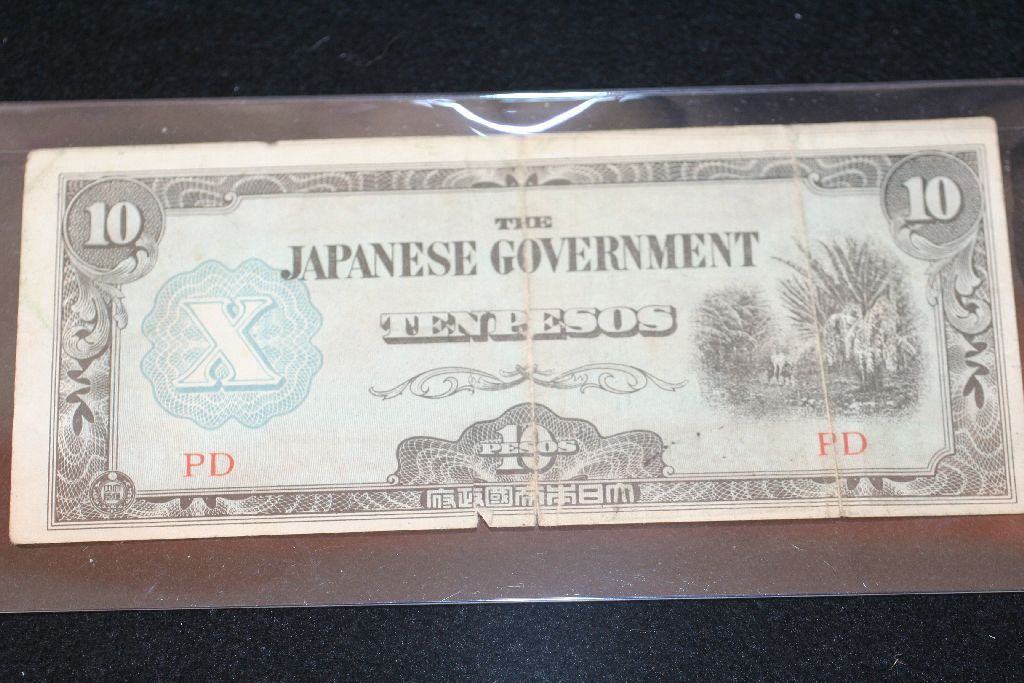 10
10
THE
JAPANESE GOVERNMENT
TEN PESOS
X
PD
PD
10
PESOS
府政國帝本日大